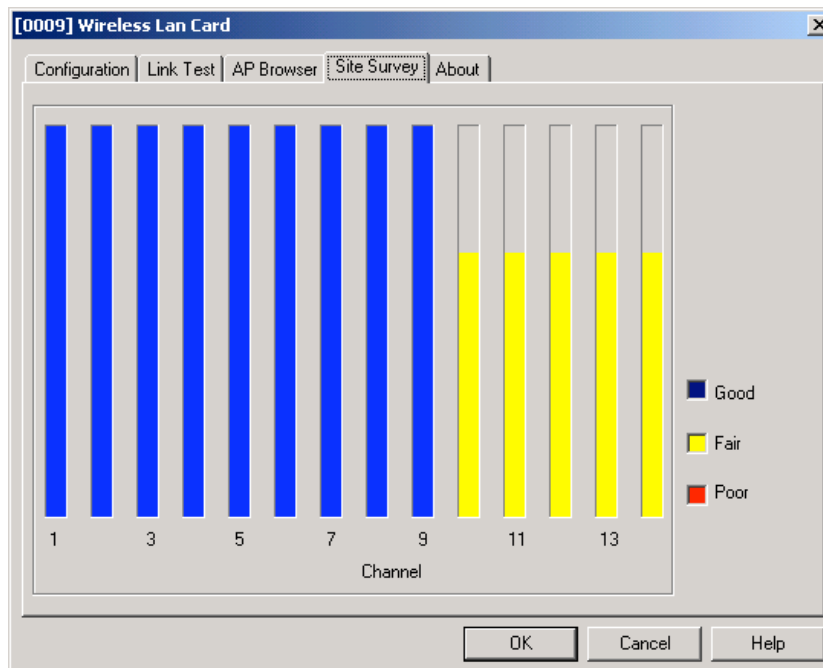 [0009] Wireless Lan Card
Configuration Link Test AP Browser Site Survey About
Good
Fair
Poor
1 3 5 7 9 11 13
Channel
OK Cancel Help